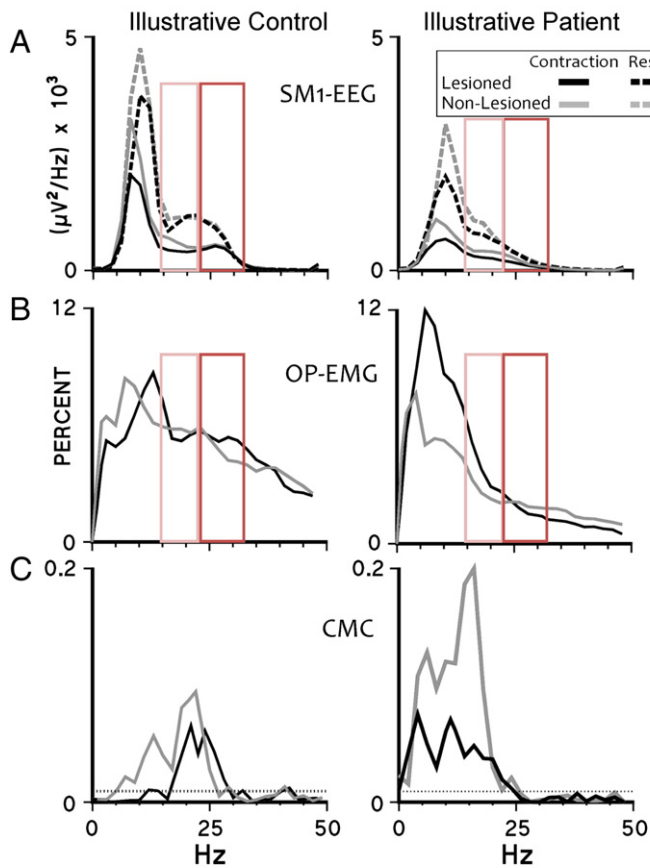 Illustrative Control Illustrative Patient
A
5
0
(µV²/Hz) x 10³
SM1-EEG
Contraction Res
Lesioned
Non-Lesioned
5
0
B
12
0
PERCENT
OP-EMG
12
0
C
0.2
0
CMC
0.2
0
0 25 50
Hz
0 25 50
Hz